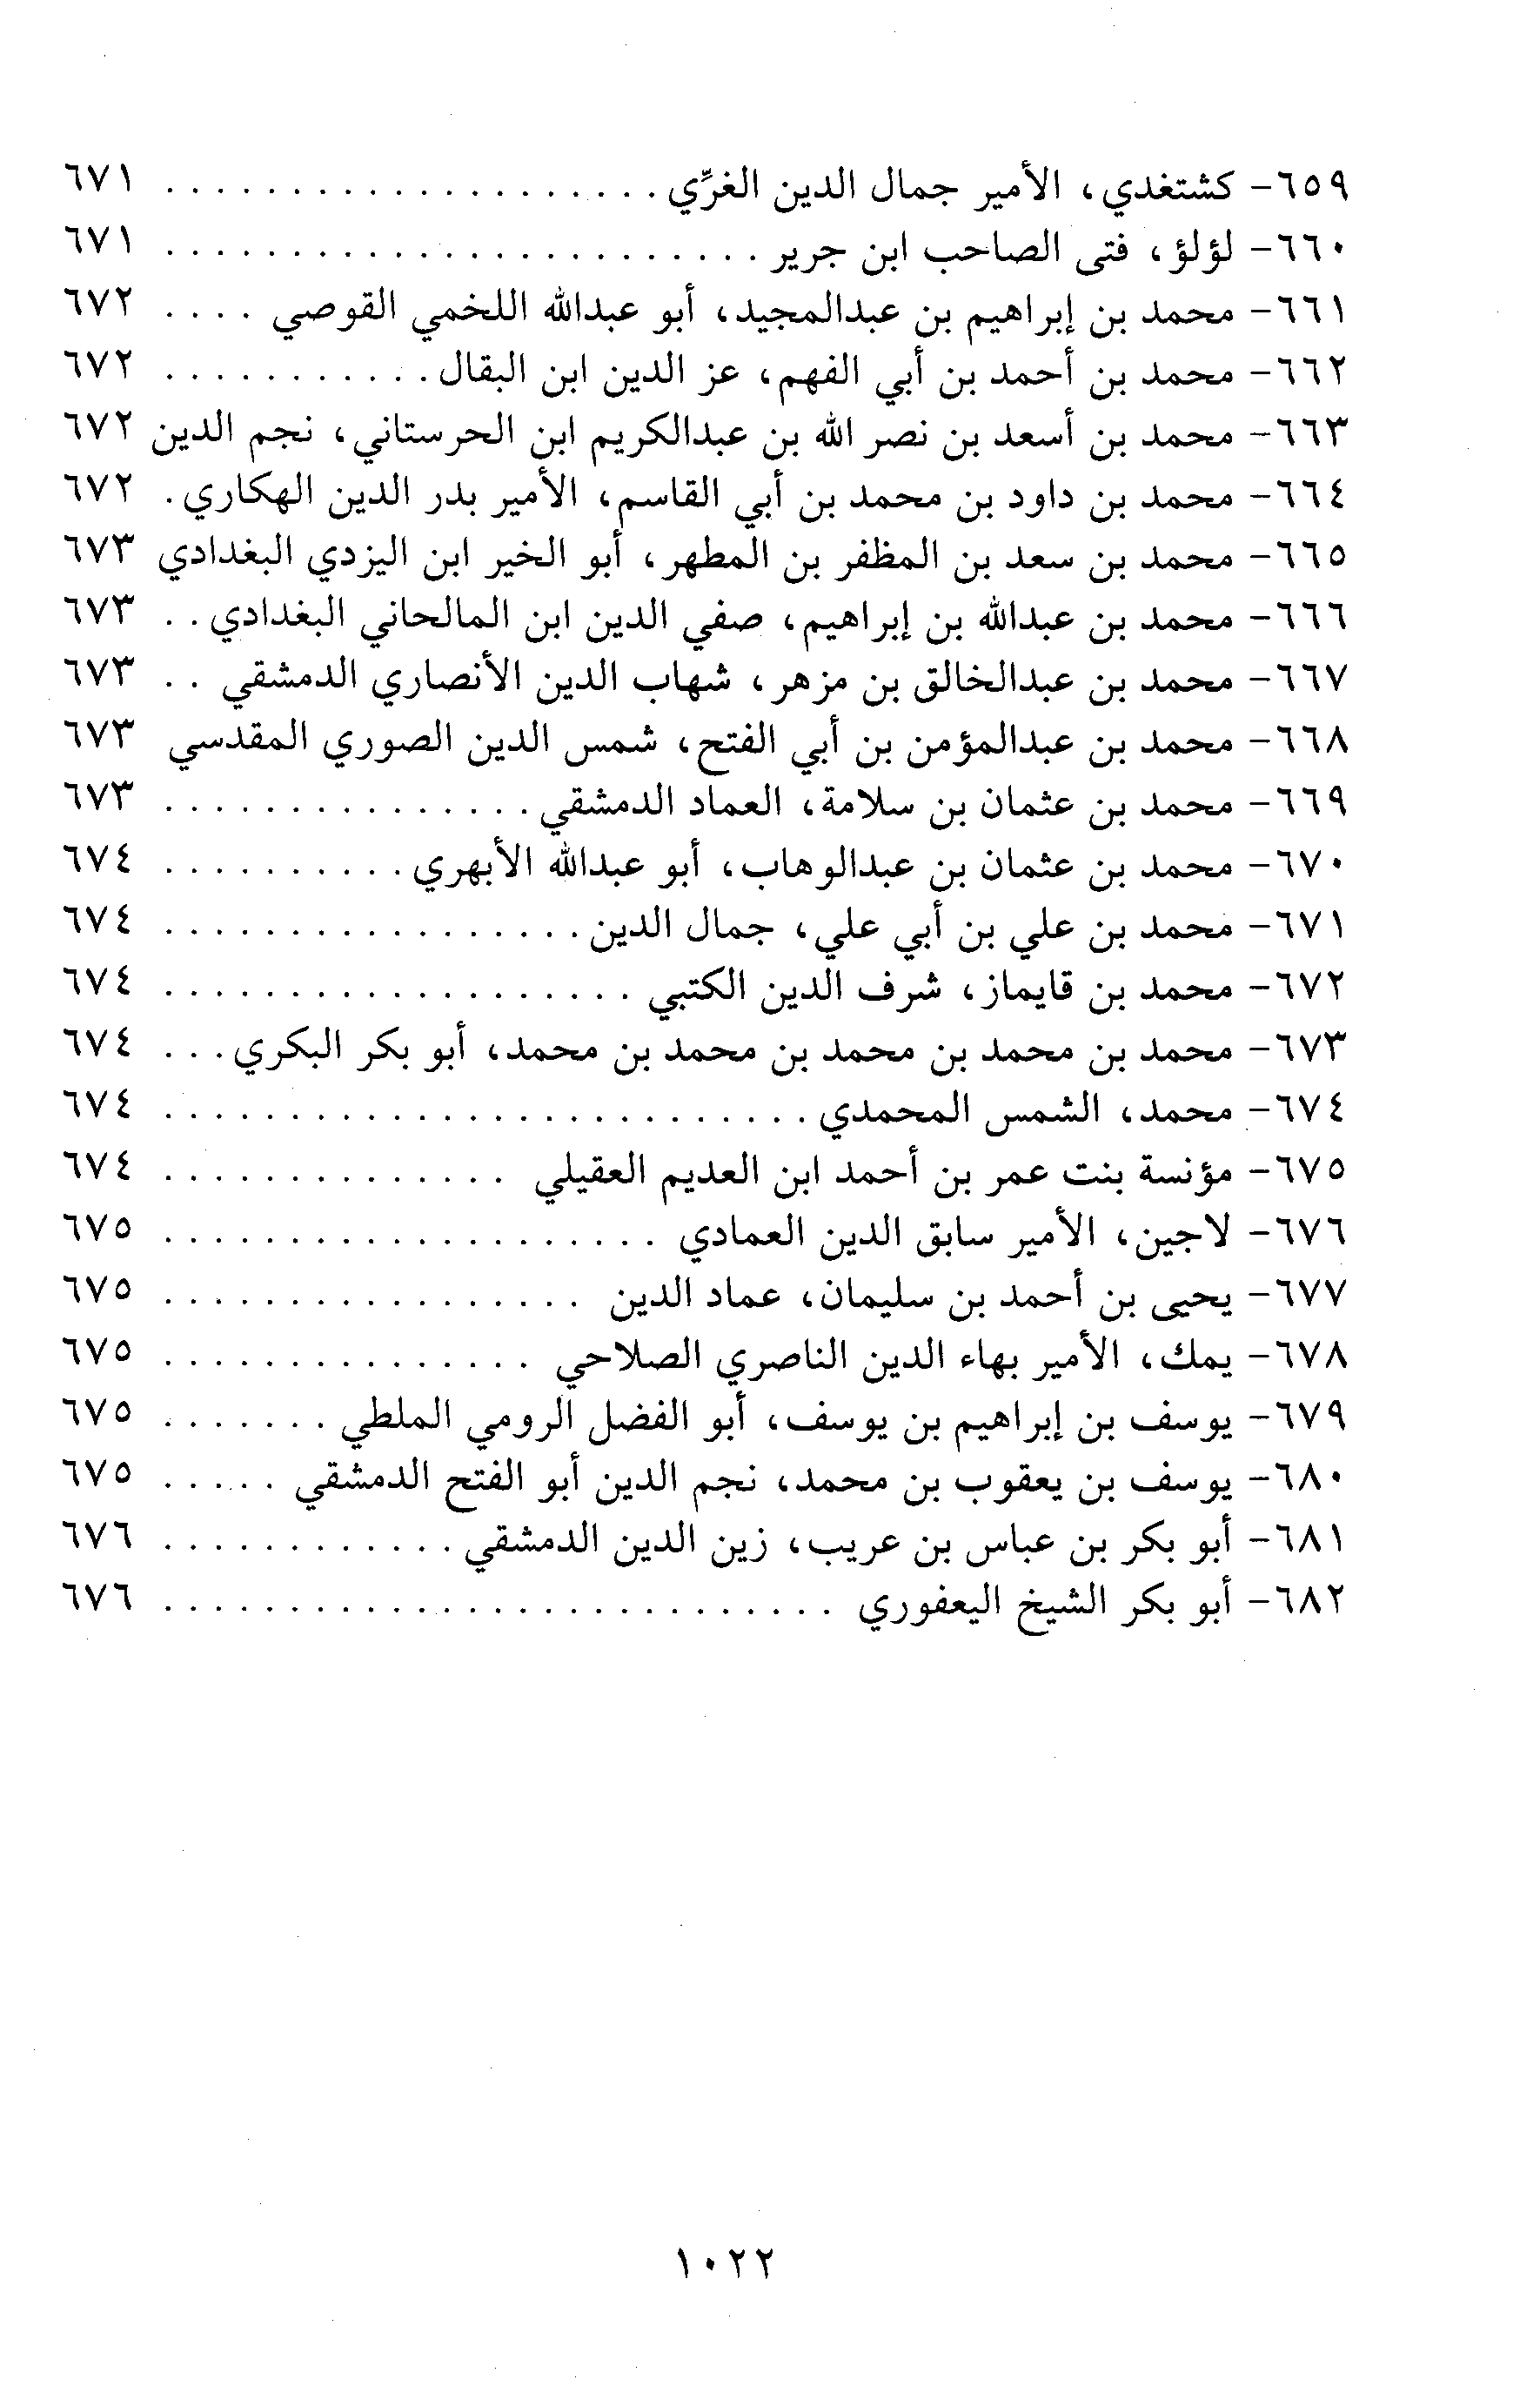 ٦٥٩- كشتغدي، الأمير جمال الدين الغرِّي . . . . . . . . . . . . . . . . . . . . ٦٧١
٦٦٠- لؤلؤ، فتى الصاحب ابن جرير . . . . . . . . . . . . . . . . . . . . . . . . ٦٧١
٦٦١- محمد بن إبراهيم بن عبدالمجيد، أبو عبدالله اللخمي القوصي . . . . ٦٧٢
٦٦٢- محمد بن أحمد بن أبي الفهم، عز الدين ابن البقال . . . . . . . . . . . ٦٧٢
٦٦٣- محمد بن أسعد بن نصر الله بن عبدالكريم ابن الحرستاني، نجم الدين ٦٧٢
٦٦٤- محمد بن داود بن محمد بن أبي القاسم، الأمير بدر الدين الهكاري . ٦٧٢
٦٦٥- محمد بن سعد بن المظفر بن المطهر، أبو الخير ابن اليزدي البغدادي ٦٧٣
٦٦٦- محمد بن عبدالله بن إبراهيم، صفي الدين ابن المالحاني البغدادي . . ٦٧٣
٦٦٧- محمد بن عبدالخالق بن مزهر، شهاب الدين الأنصاري الدمشقي . . ٦٧٣
٦٦٨- محمد بن عبدالمؤمن بن أبي الفتح، شمس الدين الصوري المقدسي ٦٧٣
٦٦٩- محمد بن عثمان بن سلامة، العماد الدمشقي . . . . . . . . . . . . . . . ٦٧٣
٦٧٠- محمد بن عثمان بن عبدالوهاب، أبو عبدالله الأبهري . . . . . . . . . . ٦٧٤
٦٧١- محمد بن علي بن أبي علي، جمال الدين . . . . . . . . . . . . . . . . . ٦٧٤
٦٧٢- محمد بن قايماز، شرف الدين الكتبي . . . . . . . . . . . . . . . . . . . ٦٧٤
٦٧٣- محمد بن محمد بن محمد بن محمد بن محمد، أبو بكر البكري . . . ٦٧٤
٦٧٤- محمد، الشمس المحمدي . . . . . . . . . . . . . . . . . . . . . . . . . . ٦٧٤
٦٧٥- مؤنسة بنت عمر بن أحمد ابن العديم العقيلي . . . . . . . . . . . . . . ٦٧٤
٦٧٦- لاجين، الأمير سابق الدين العمادي . . . . . . . . . . . . . . . . . . . . ٦٧٥
٦٧٧- يحيى بن أحمد بن سليمان، عماد الدين . . . . . . . . . . . . . . . . . ٦٧٥
٦٧٨- يمك، الأمير بهاء الدين الناصري الصلاحي . . . . . . . . . . . . . . . ٦٧٥
٦٧٩- يوسف بن إبراهيم بن يوسف، أبو الفضل الرومي الملطي . . . . . . . ٦٧٥
٦٨٠- يوسف بن يعقوب بن محمد، نجم الدين أبو الفتح الدمشقي . . . . . ٦٧٥
٦٨١- أبو بكر بن عباس بن عريب، زين الدين الدمشقي . . . . . . . . . . . . ٦٧٦
٦٨٢- أبو بكر الشيخ اليعفوري . . . . . . . . . . . . . . . . . . . . . . . . . . . ٦٧٦
١٠٢٢